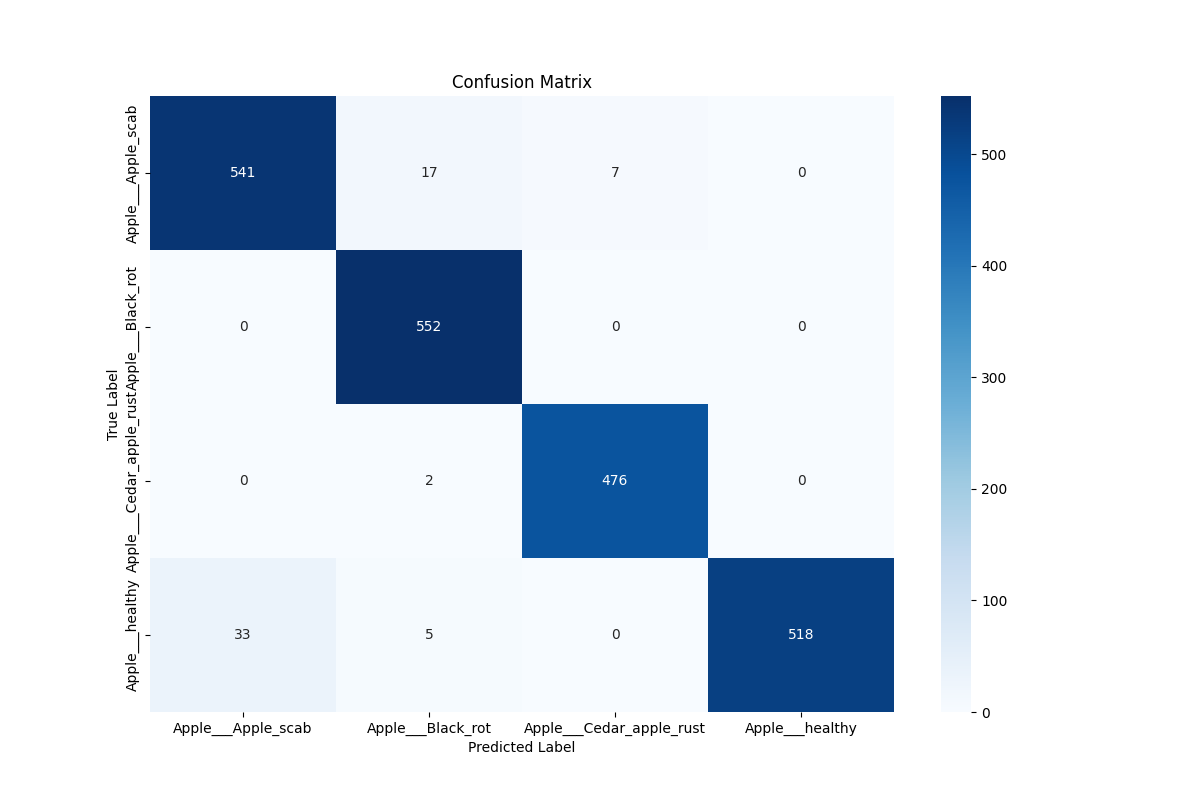 Confusion Matrix
True Label
Apple___Apple_scab
541 17 7 0
Apple___Black_rot
0 552 0 0
Apple___Cedar_apple_rust
0 2 476 0
Apple___healthy
33 5 0 518
Apple___Apple_scab Apple___Black_rot Apple___Cedar_apple_rust Apple___healthy
Predicted Label
500
400
300
200
100
0